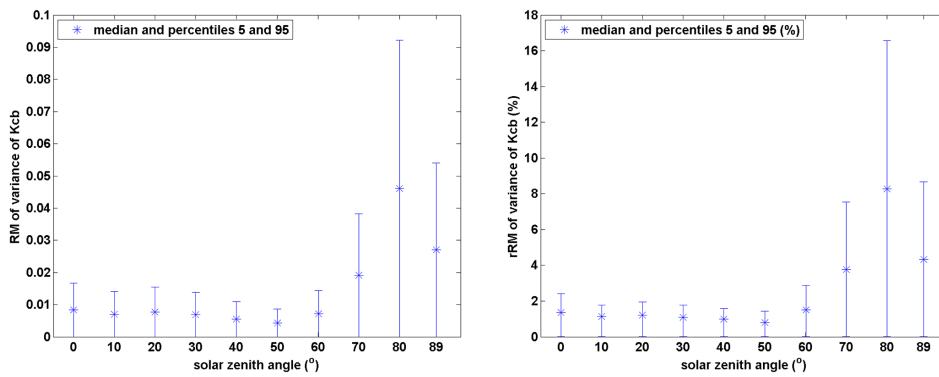 0.1
0.09
0.08
0.07
0.06
0.05
0.04
0.03
0.02
0.01
0
RM of variance of Kcb
median and percentiles 5 and 95
0 10 20 30 40 50 60 70 80 89
solar zenith angle (o)
18
16
14
12
10
8
6
4
2
0
rRM of variance of Kcb (%)
median and percentiles 5 and 95 (%)
0 10 20 30 40 50 60 70 80 89
solar zenith angle (o)